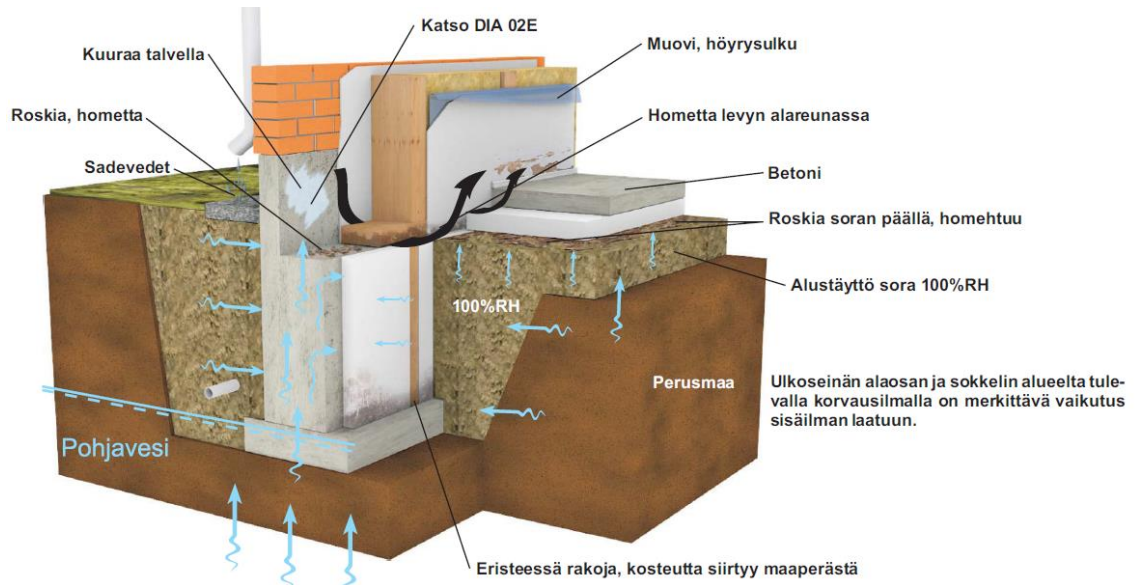 Katso DIA 02E
Kuuraa talvella
Muovi, höyrysulku
Roskia, hometta
Hometta levyn alareunassa
Sadevedet
Betoni
Roskia soran päällä, homehtuu
Alustäyttö sora 100%RH
100%RH
Perusmaa
Ulkoseinän alaosan ja sokkelin alueelta tule-
valla korvausilmalla on merkittävä vaikutus
sisäilman laatuun.
Pohjavesi
Eristeessä rakoja, kosteutta siirtyy maaperästä